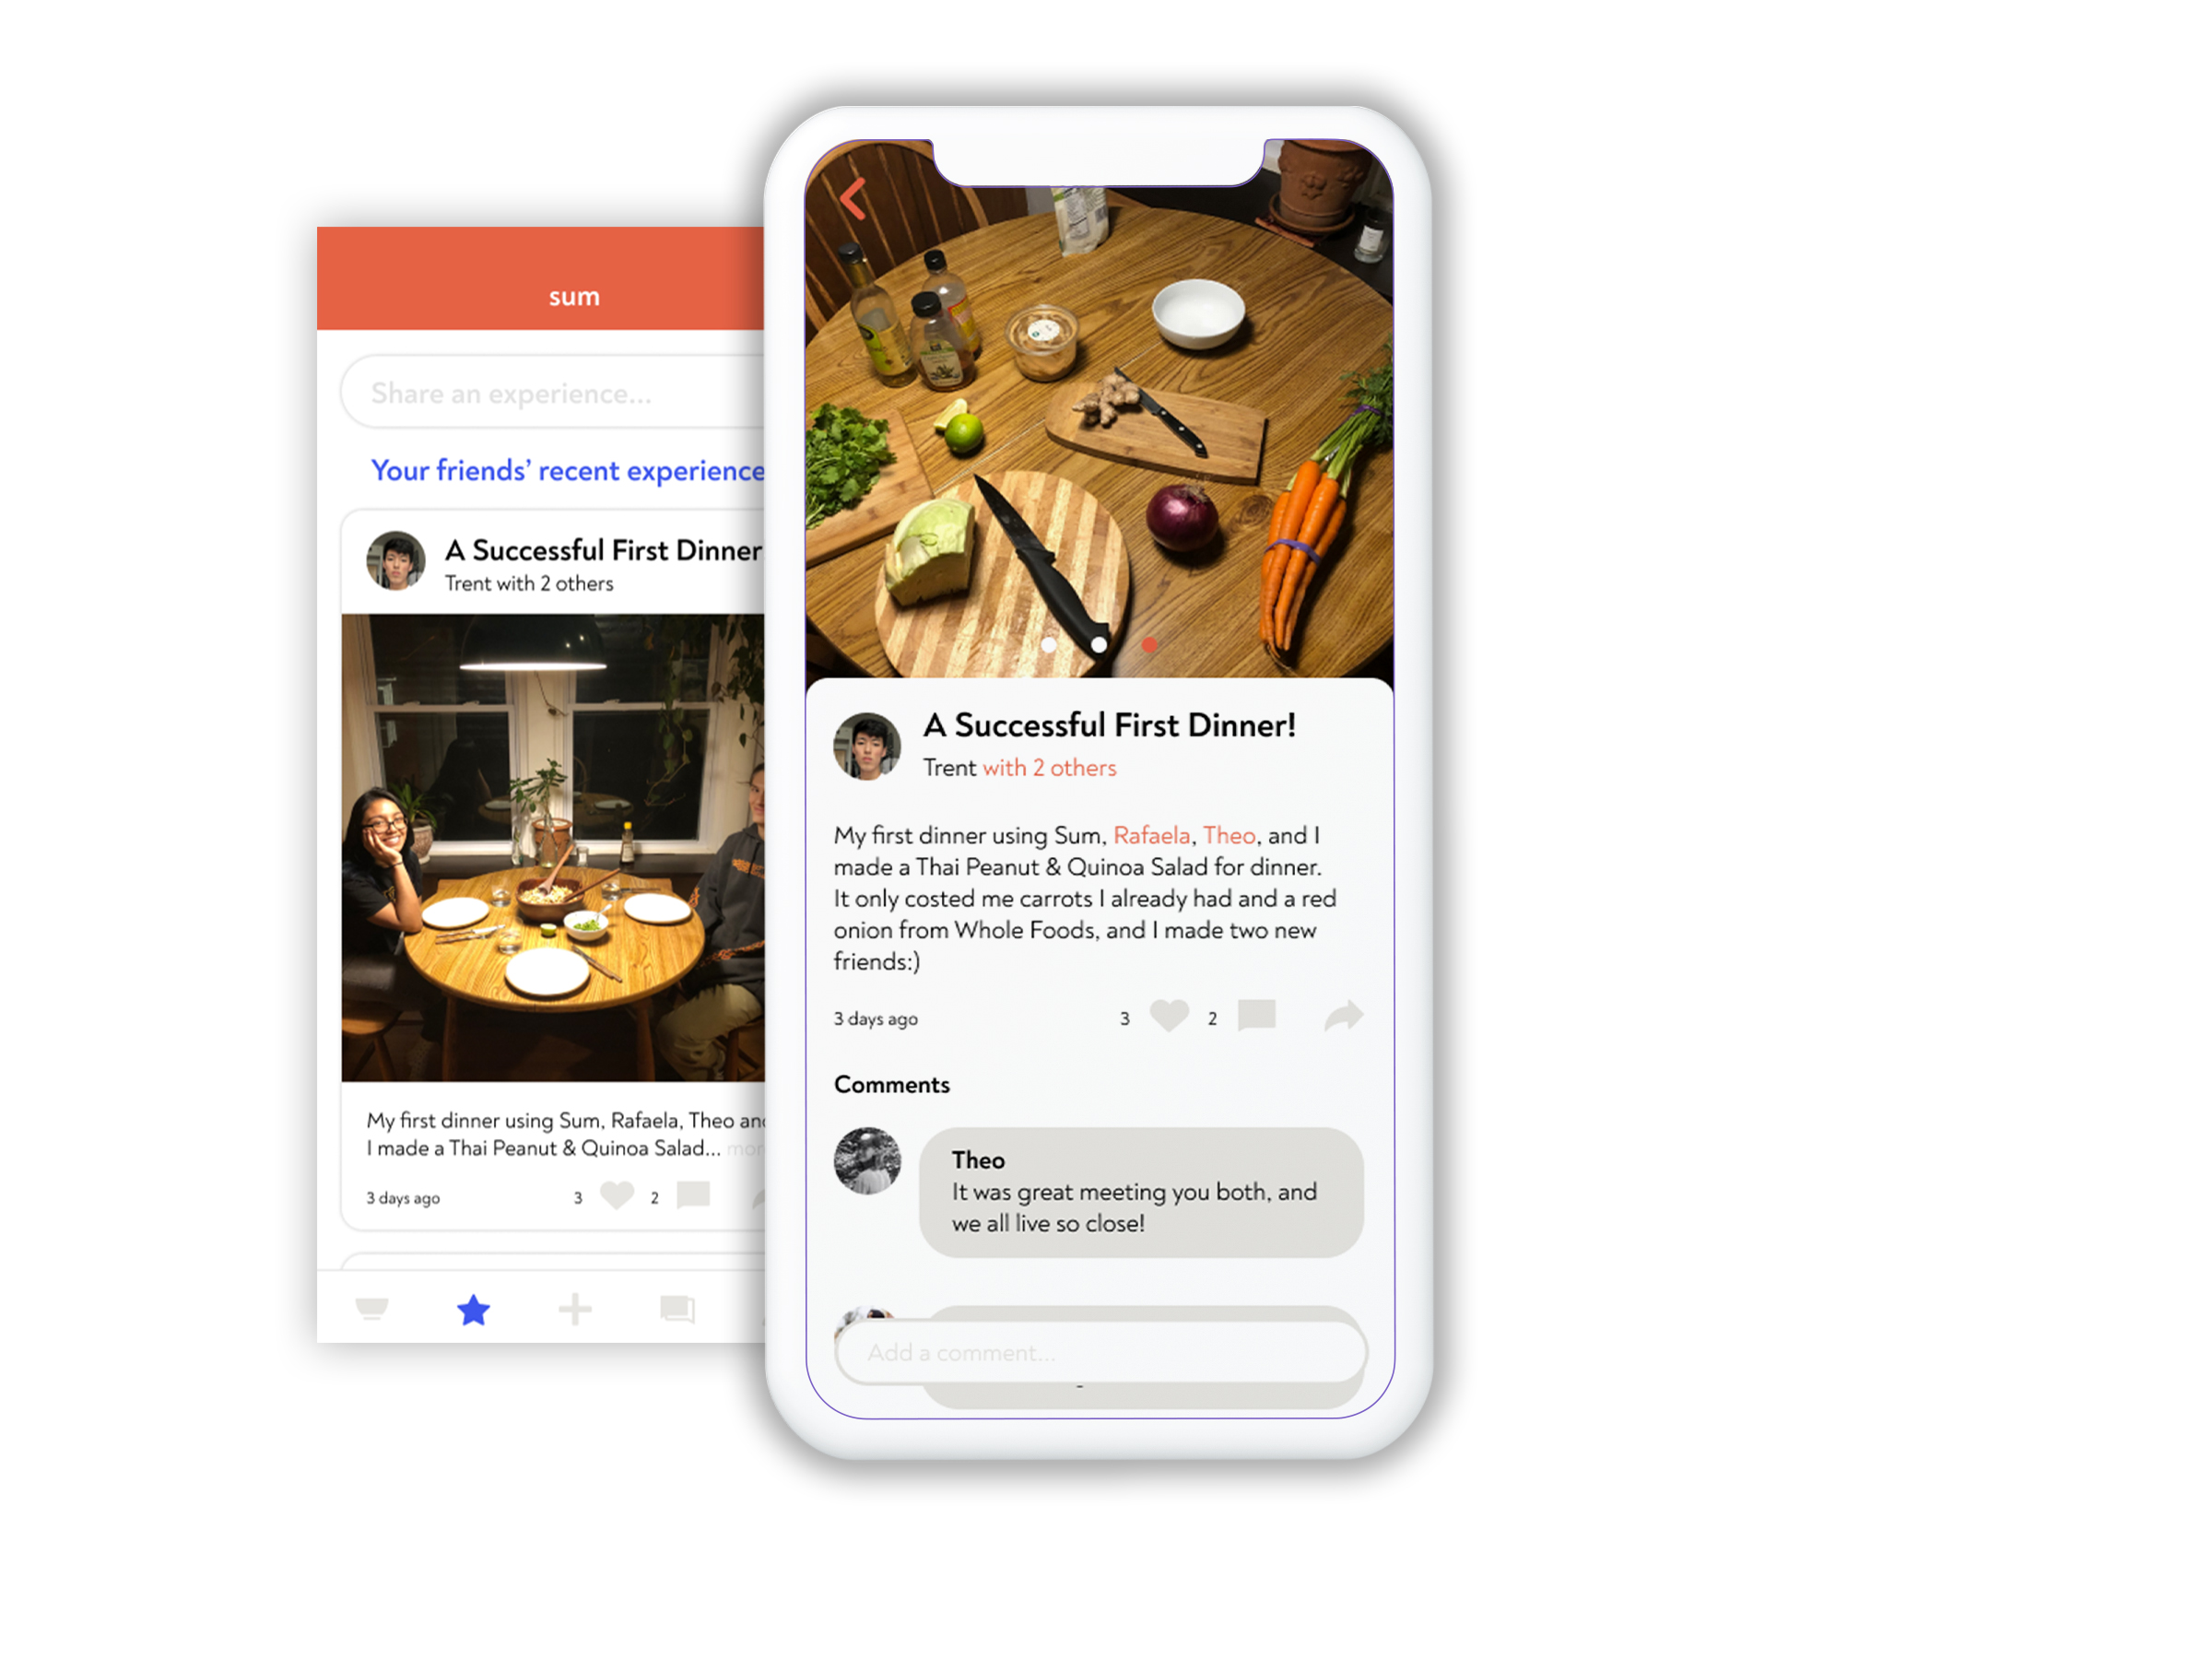 sum
Share an experience...
Your friends’ recent experience
A Successful First Dinner
Trent with 2 others
My first dinner using Sum, Rafaela, Theo and
I made a Thai Peanut & Quinoa Salad... mor
3 days ago 3 2
A Successful First Dinner!
Trent with 2 others
My first dinner using Sum, Rafaela, Theo, and I
made a Thai Peanut & Quinoa Salad for dinner.
It only costed me carrots I already had and a red
onion from Whole Foods, and I made two new
friends:)
3 days ago 3 2
Comments
Theo
It was great meeting you both, and
we all live so close!
Add a comment...